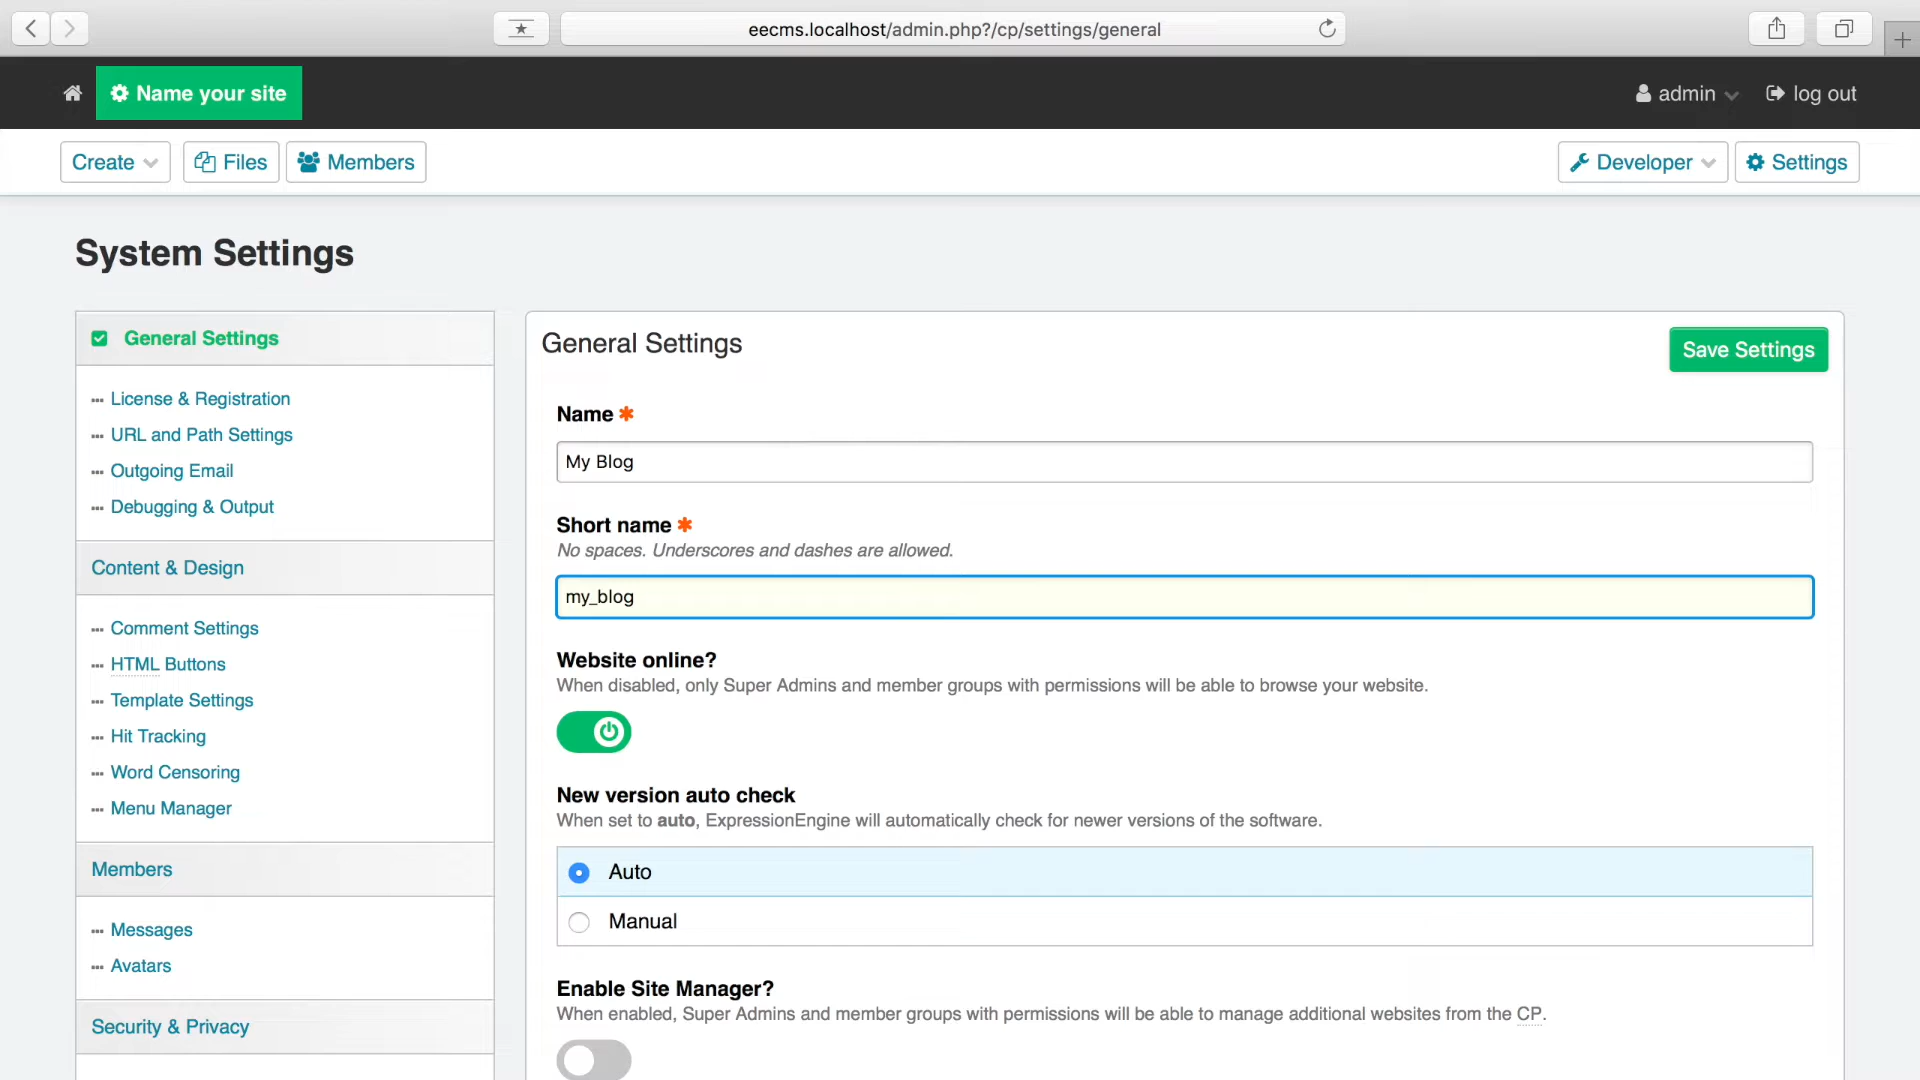 eecms.localhost/admin.php?/cp/settings/general
Name your site
admin
log out
Create
Files
Members
Developer
Settings
System Settings
General Settings
License & Registration
URL and Path Settings
Outgoing Email
Debugging & Output
Content & Design
Comment Settings
HTML Buttons
Template Settings
Hit Tracking
Word Censoring
Menu Manager
Members
Messages
Avatars
Security & Privacy
General Settings
Save Settings
Name *
My Blog
Short name *
No spaces. Underscores and dashes are allowed.
my_blog
Website online?
When disabled, only Super Admins and member groups with permissions will be able to browse your website.
New version auto check
When set to auto, ExpressionEngine will automatically check for newer versions of the software.
Auto
Manual
Enable Site Manager?
When enabled, Super Admins and member groups with permissions will be able to manage additional websites from the CP.